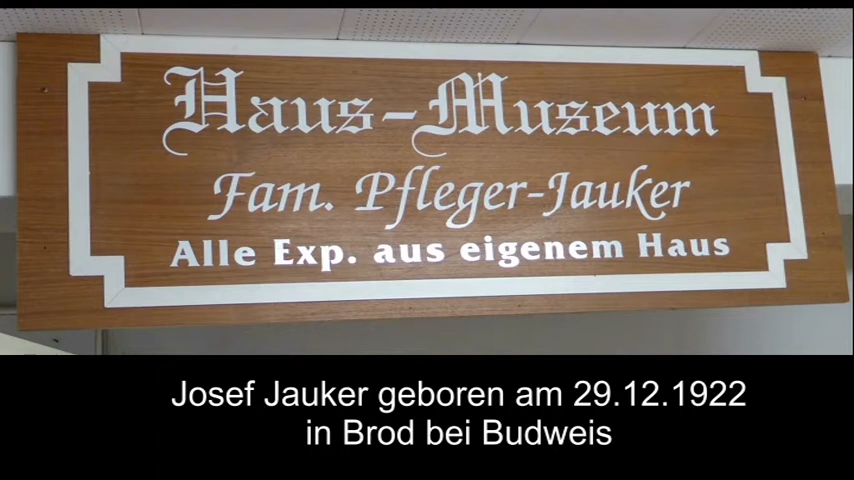 Haus-Museum
Fam. Pfleger-Jauker
Alle Exp. aus eigenem Haus
Josef Jauker geboren am 29.12.1922
in Brod bei Budweis